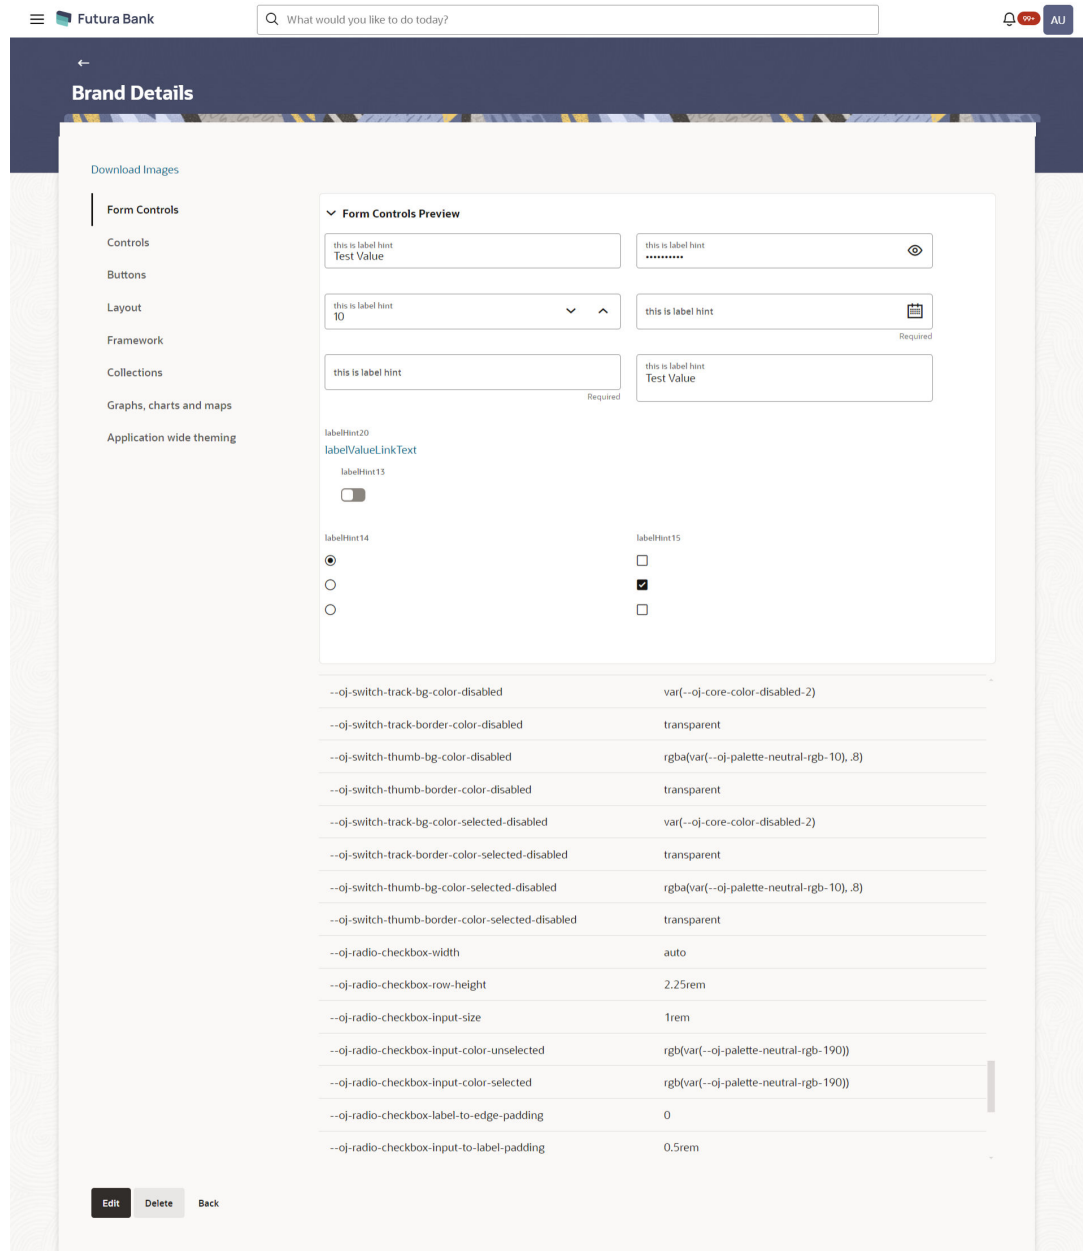 Futura Bank
What would you like to do today?
99+
AU
Brand Details
Download Images
Form Controls
Controls
Buttons
Layout
Framework
Collections
Graphs, charts and maps
Application wide theming
Form Controls Preview
this is label hint
Test Value
this is label hint
••••••••••
this is label hint
10
this is label hint
Required
this is label hint
Required
this is label hint
Test Value
labelHint20
labelValueLinkText
labelHint13
labelHint14
labelHint15
--oj-switch-track-bg-color-disabled var(--oj-core-color-disabled-2)
--oj-switch-track-border-color-disabled transparent
--oj-switch-thumb-bg-color-disabled rgba(var(--oj-palette-neutral-rgb-10), .8)
--oj-switch-thumb-border-color-disabled transparent
--oj-switch-track-bg-color-selected-disabled var(--oj-core-color-disabled-2)
--oj-switch-track-border-color-selected-disabled transparent
--oj-switch-thumb-bg-color-selected-disabled rgba(var(--oj-palette-neutral-rgb-10), .8)
--oj-switch-thumb-border-color-selected-disabled transparent
--oj-radio-checkbox-width auto
--oj-radio-checkbox-row-height 2.25rem
--oj-radio-checkbox-input-size 1rem
--oj-radio-checkbox-input-color-unselected rgb(var(--oj-palette-neutral-rgb-190))
--oj-radio-checkbox-input-color-selected rgb(var(--oj-palette-neutral-rgb-190))
--oj-radio-checkbox-label-to-edge-padding 0
--oj-radio-checkbox-input-to-label-padding 0.5rem
Edit
Delete
Back